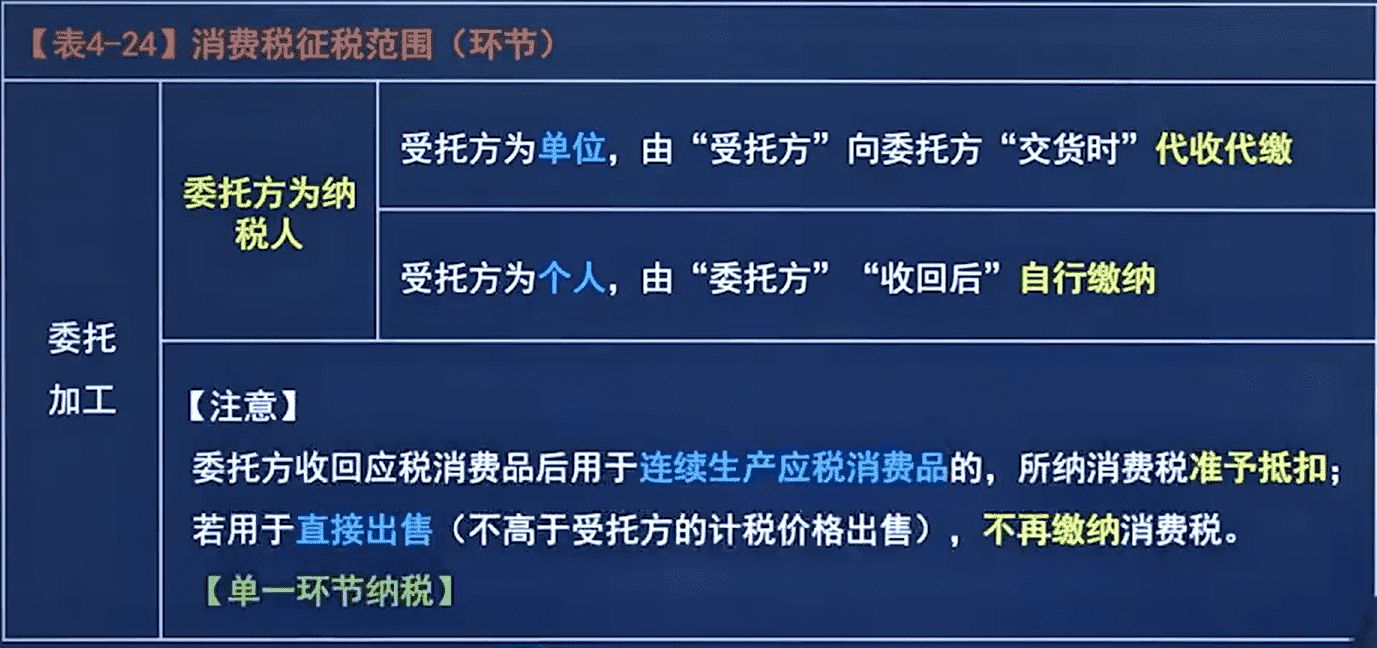 【表4-24】消费税征税范围（环节）
受托方为单位，由“受托方”向委托方“交货时”代收代缴
委托方为纳
税人
受托方为个人，由“委托方”“收回后”自行缴纳
委托
加工
【注意】
委托方收回应税消费品后用于连续生产应税消费品的，所纳消费税准予抵扣；
若用于直接出售（不高于受托方的计税价格出售），不再缴纳消费税。
【单一环节纳税】